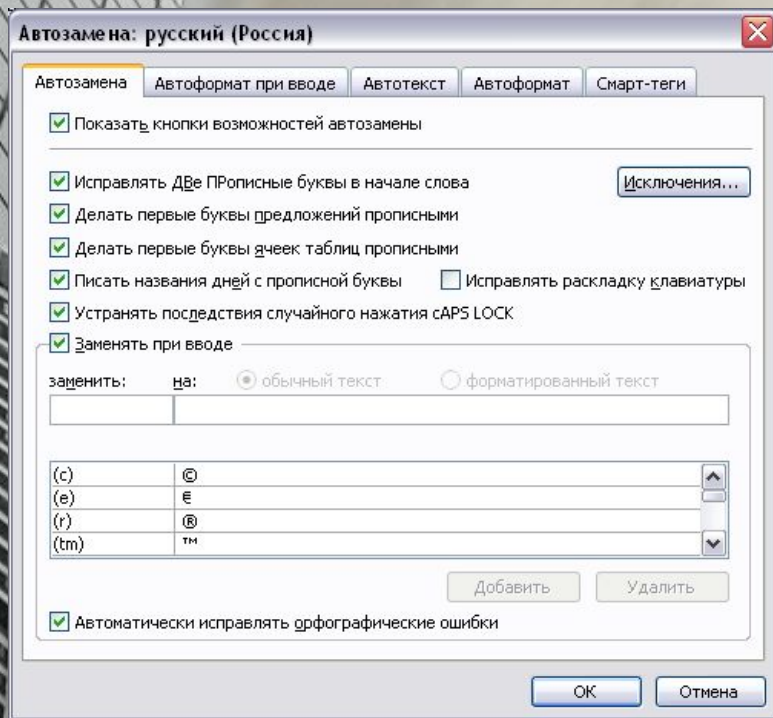 Автозамена: русский (Россия)
Автозамена Автоформат при вводе Автотекст Автоформат Смарт-теги
Показать кнопки возможностей автозамены
Исправлять ДВе ПРописные буквы в начале слова Исключения...
Делать первые буквы предложений прописными
Делать первые буквы ячеек таблиц прописными
Писать названия дней с прописной буквы Исправлять раскладку клавиатуры
Устранять последствия случайного нажатия cAPS LOCK
Заменять при вводе
заменить: на: обычный текст форматированный текст
(c) ©
(e) €
(r) ®
(tm) ™
Добавить Удалить
Автоматически исправлять орфографические ошибки
ОК Отмена